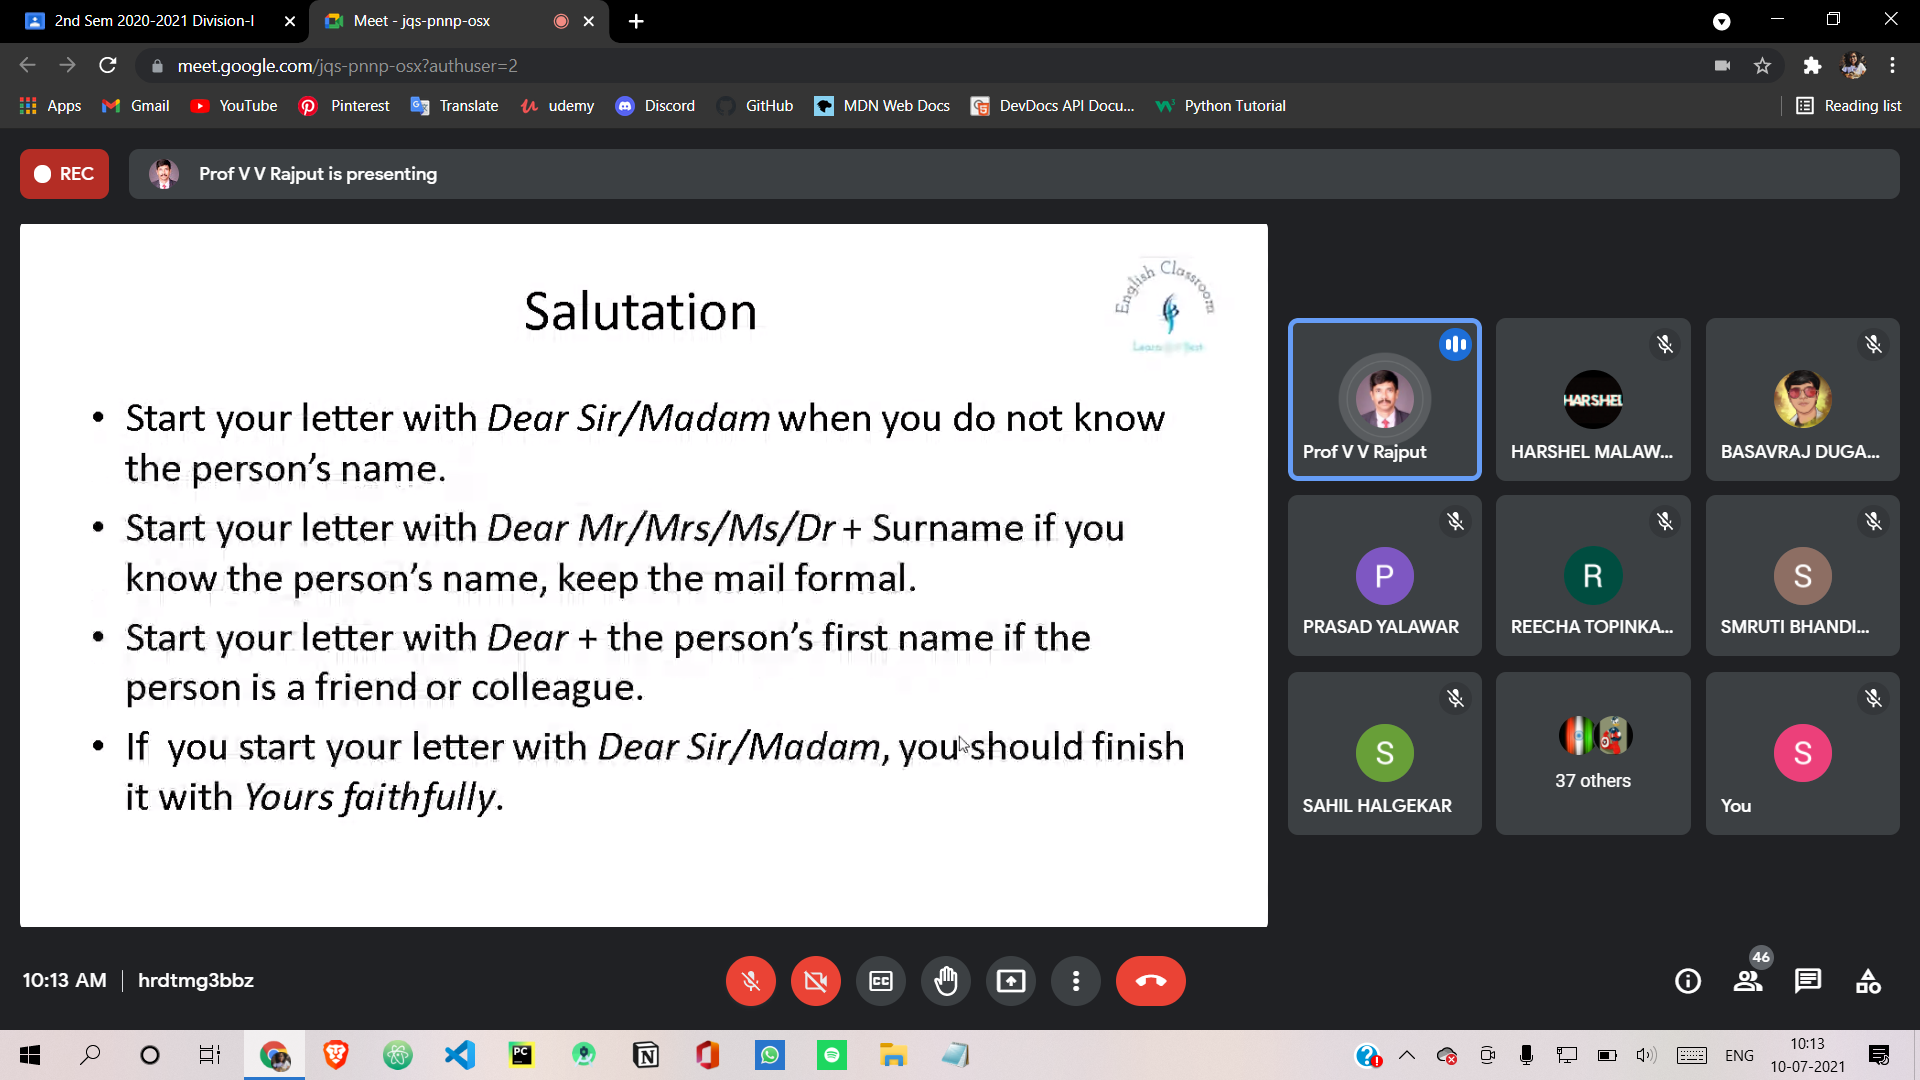 2nd Sem 2020-2021 Division-I
Meet - jqs-pnnp-osx
meet.google.com/jqs-pnnp-osx?authuser=2
Apps Gmail YouTube Pinterest Translate udemy Discord GitHub MDN Web Docs DevDocs API Docu... Python Tutorial Reading list
REC
Prof V V Rajput is presenting
English Classroom
Salutation
• Start your letter with Dear Sir/Madam when you do not know
the person's name.
• Start your letter with Dear Mr/Mrs/Ms/Dr + Surname if you
know the person's name, keep the mail formal.
• Start your letter with Dear + the person's first name if the
person is a friend or colleague.
• If you start your letter with Dear Sir/Madam, you should finish
it with Yours faithfully.
Prof V V Rajput
HARSHEL
HARSHEL MALAW...
BASAVRAJ DUGA...
P
PRASAD YALAWAR
R
REECHA TOPINKA...
S
SMRUTI BHANDI...
S
SAHIL HALGEKAR
37 others
S
You
10:13 AM | hrdtmg3bbz
CC
46
PC
ENG
10:13
10-07-2021